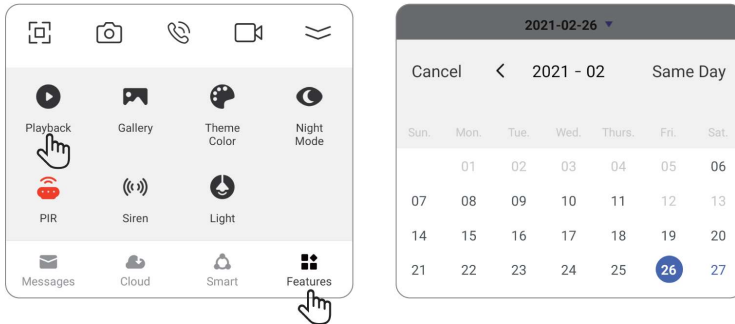 Playback Gallery Theme Color Night Mode
PIR Siren Light
Messages Cloud Smart Features
2021-02-26
Cancel < 2021 - 02 Same Day
Sun. Mon. Tue. Wed. Thurs. Fri. Sat.
01 02 03 04 05 06
07 08 09 10 11 12 13
14 15 16 17 18 19 20
21 22 23 24 25 26 27